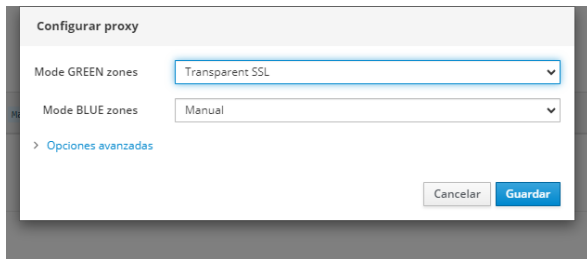 Configurar proxy
Mode GREEN zones Transparent SSL
Mode BLUE zones Manual
> Opciones avanzadas
Cancelar Guardar